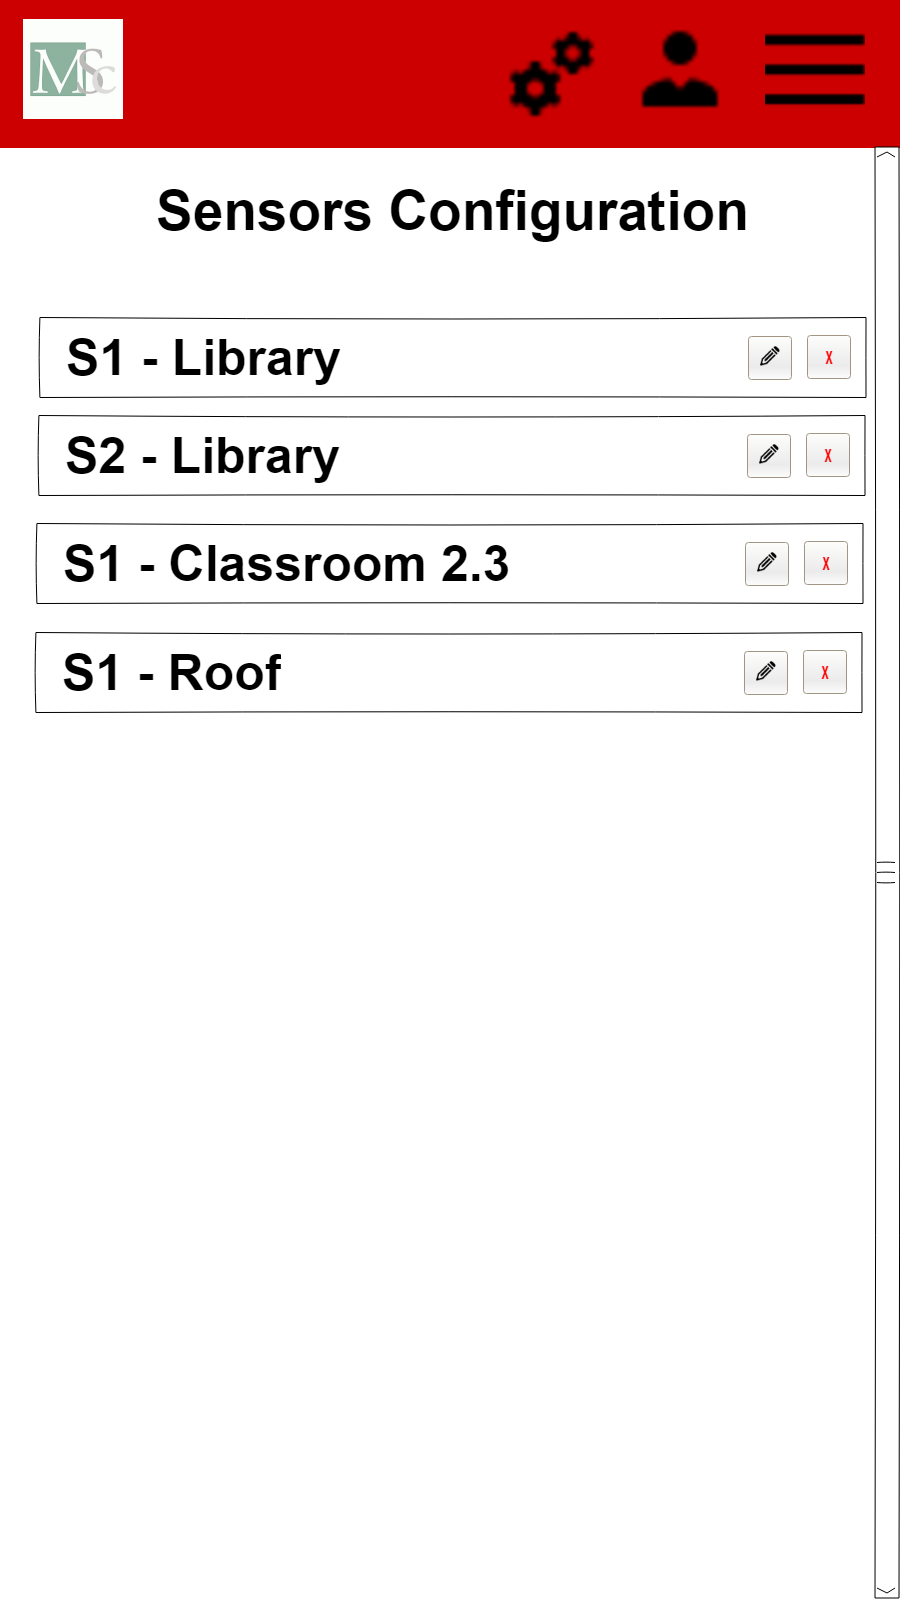 MSc
Sensors Configuration
S1 - Library
X
S2 - Library
X
S1 - Classroom 2.3
X
S1 - Roof
X